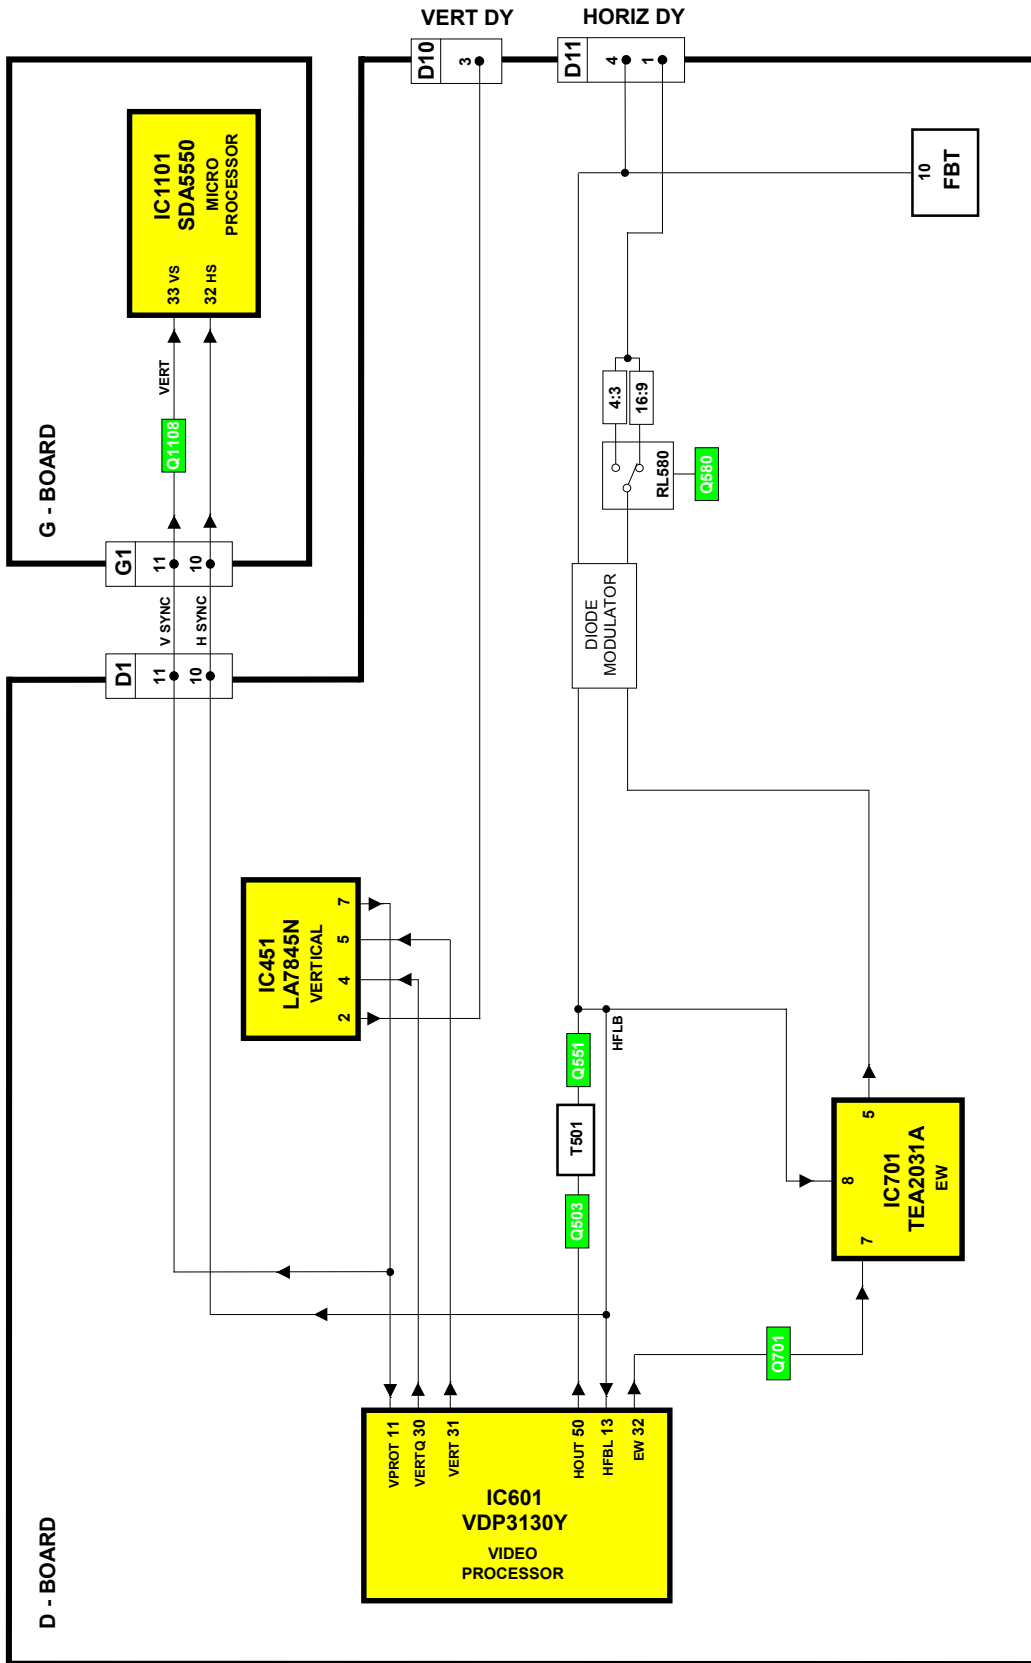 VERT DY
HORIZ DY
D10
3
D11
4
1
IC1101
SDA5550
MICRO
PROCESSOR
33 VS
32 HS
VERT
Q1108
G - BOARD
G1
11
10
V SYNC
H SYNC
D1
11
10
10
FBT
4:3
16:9
RL580
Q580
DIODE
MODULATOR
IC451
LA7845N
VERTICAL
2
4
5
7
Q551
HFLB
T501
Q503
5
8
7
IC701
TEA2031A
EW
Q701
VPROT 11
VERTQ 30
VERT 31
HOUT 50
HFBL 13
EW 32
IC601
VDP3130Y
VIDEO
PROCESSOR
D - BOARD